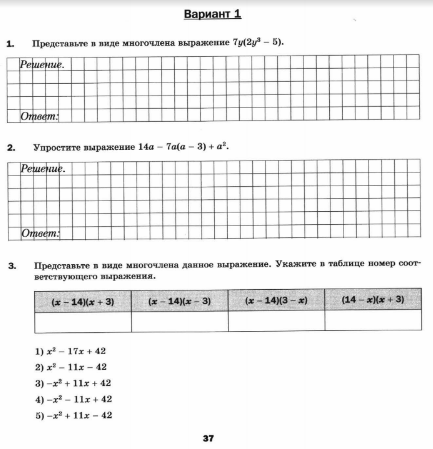 Вариант 1
1. Представьте в виде многочлена выражение 7y(2y³ – 5).
Решение.
Ответ:
2. Упростите выражение 14a – 7a(a – 3) + a².
Решение.
Ответ:
3. Представьте в виде многочлена данное выражение. Укажите в таблице номер соот-
ветствующего выражения.
(x – 14)(x + 3) (x – 14)(x – 3) (x – 14)(3 – x) (14 – x)(x + 3)
1) x² – 17x + 42
2) x² – 11x – 42
3) –x² + 11x + 42
4) –x² – 11x + 42
5) –x² + 11x – 42
37